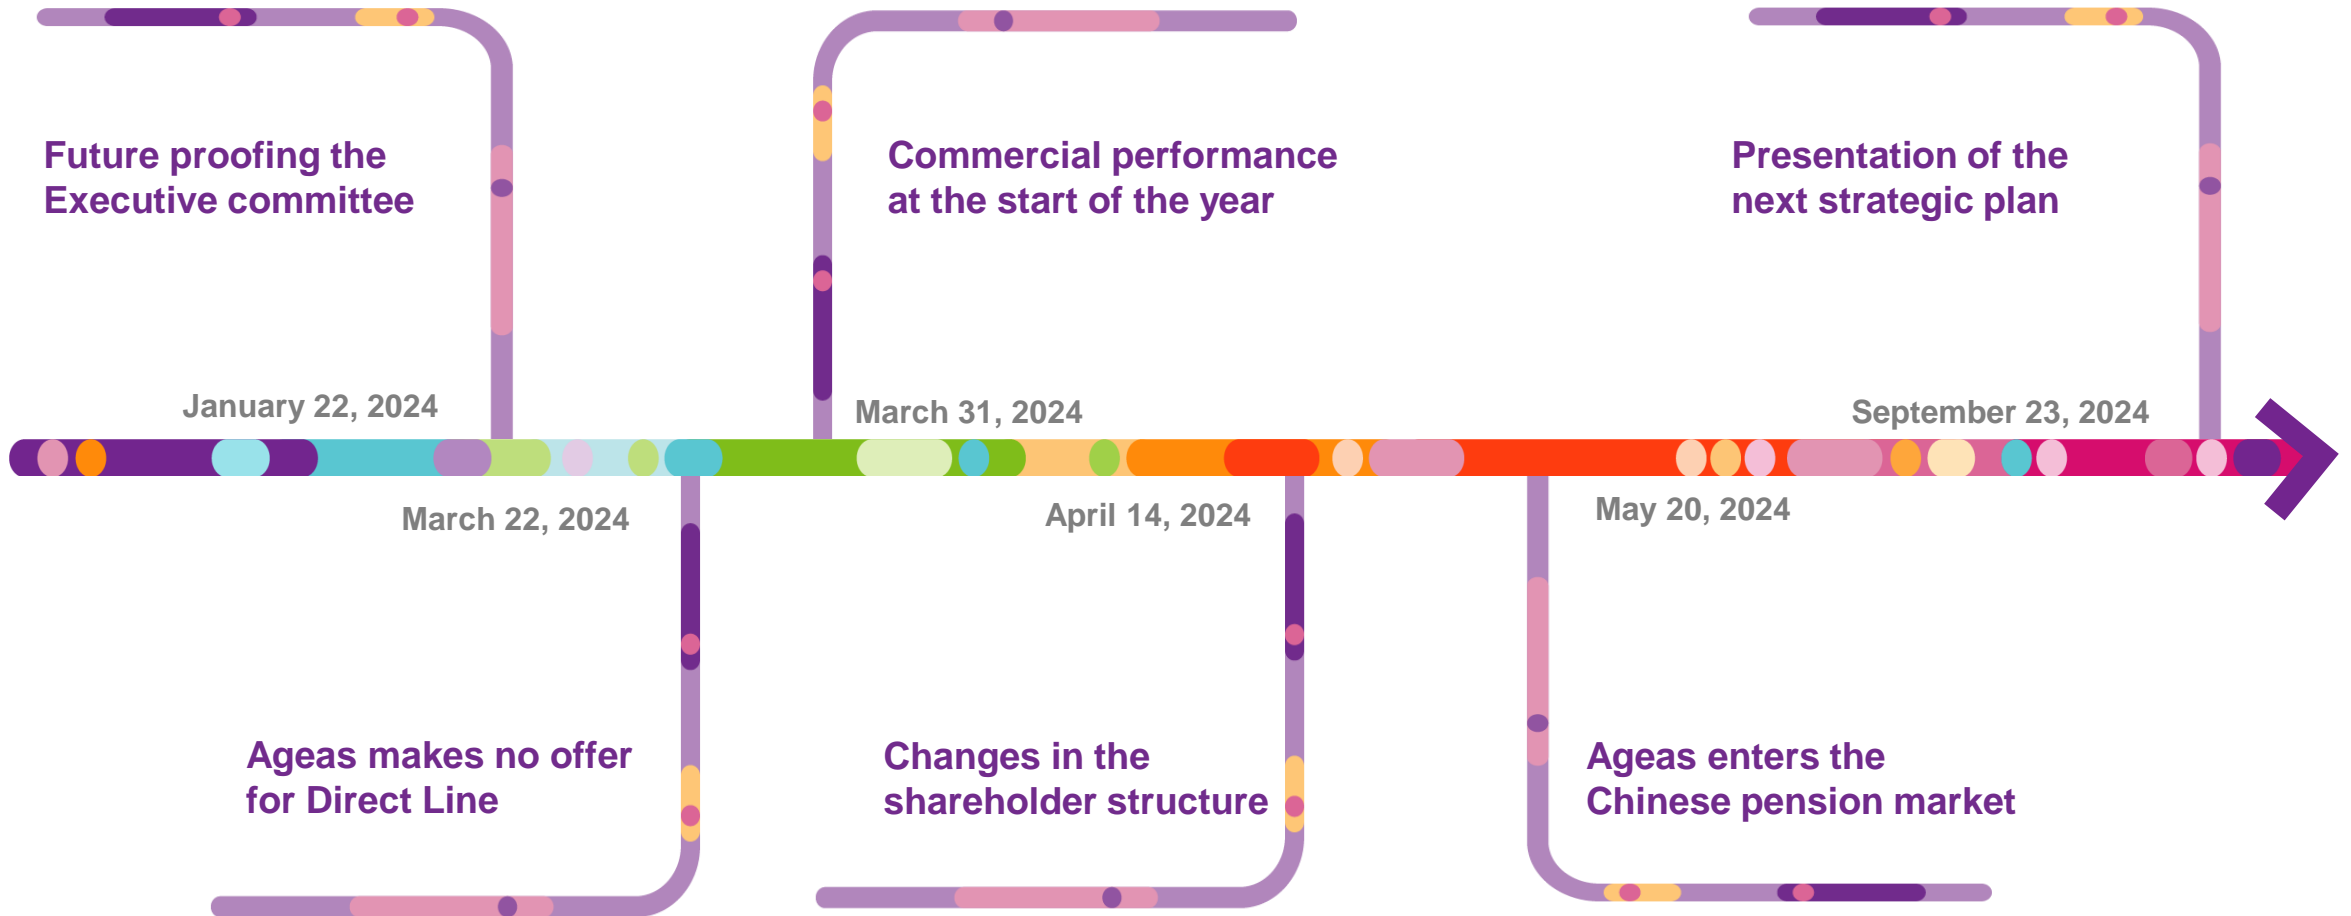 Future proofing the
Executive committee
January 22, 2024
March 22, 2024
Ageas makes no offer
for Direct Line
Commercial performance
at the start of the year
March 31, 2024
April 14, 2024
Changes in the
shareholder structure
May 20, 2024
Ageas enters the
Chinese pension market
Presentation of the
next strategic plan
September 23, 2024